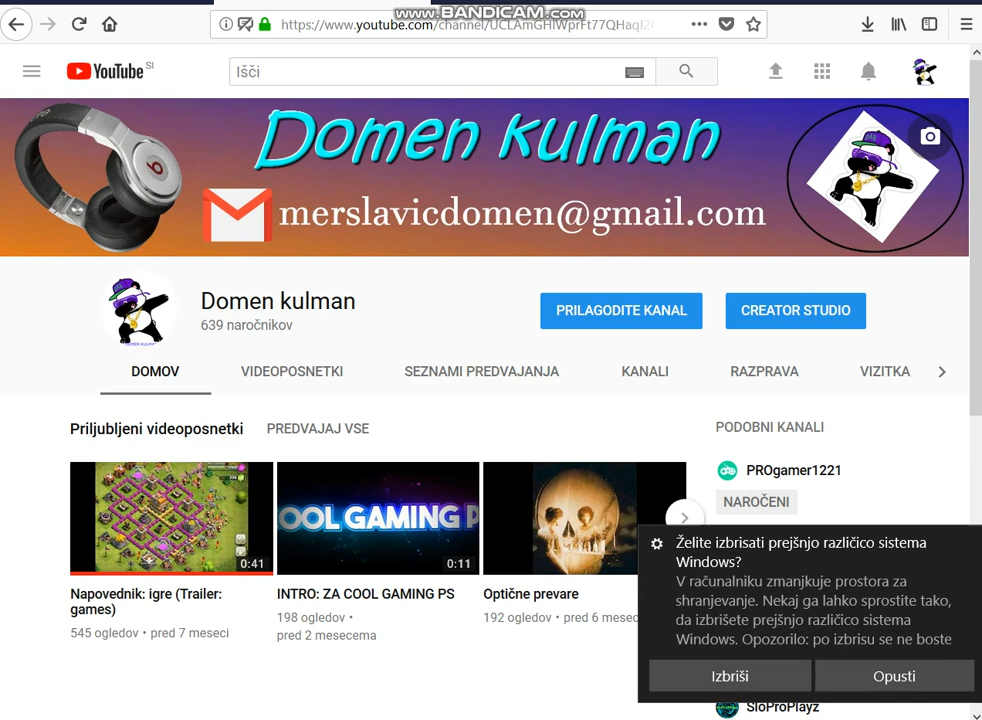 www.BANDICAM.com
https://www.youtube.com/channel/UCLAmGHIWprFt77QHaqI2
YouTube SI
Išči
Domen kulman
merslavicdomen@gmail.com
Domen kulman
639 naročnikov
PRILAGODITE KANAL
CREATOR STUDIO
DOMOV
VIDEOPOSNETKI
SEZNAMI PREDVAJANJA
KANALI
RAZPRAVA
VIZITKA
Priljubljeni videoposnetki
PREDVAJAJ VSE
PODOBNI KANALI
PROgamer1221
NAROČENI
0:41
OOL GAMING P
0:11
Napovednik: igre (Trailer:
games)
545 ogledov • pred 7 meseci
INTRO: ZA COOL GAMING PS
198 ogledov •
pred 2 mesecema
Optične prevare
192 ogledov • pred 6 mesec
Želite izbrisati prejšnjo različico sistema
Windows?
V računalniku zmanjkuje prostora za
shranjevanje. Nekaj ga lahko sprostite tako,
da izbrišete prejšnjo različico sistema
Windows. Opozorilo: po izbrisu se ne boste
Izbriši
Opusti
SloProPlayz